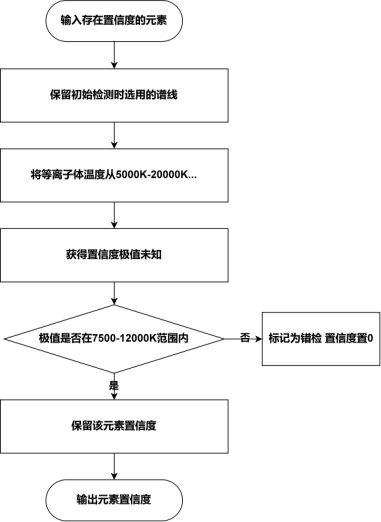 输入存在置信度的元素
保留初始检测时选用的谱线
将等离子体温度从5000K-20000K...
获得置信度极值未知
极值是否在7500-12000K范围内
否
标记为错检 置信度置0
是
保留该元素置信度
输出元素置信度